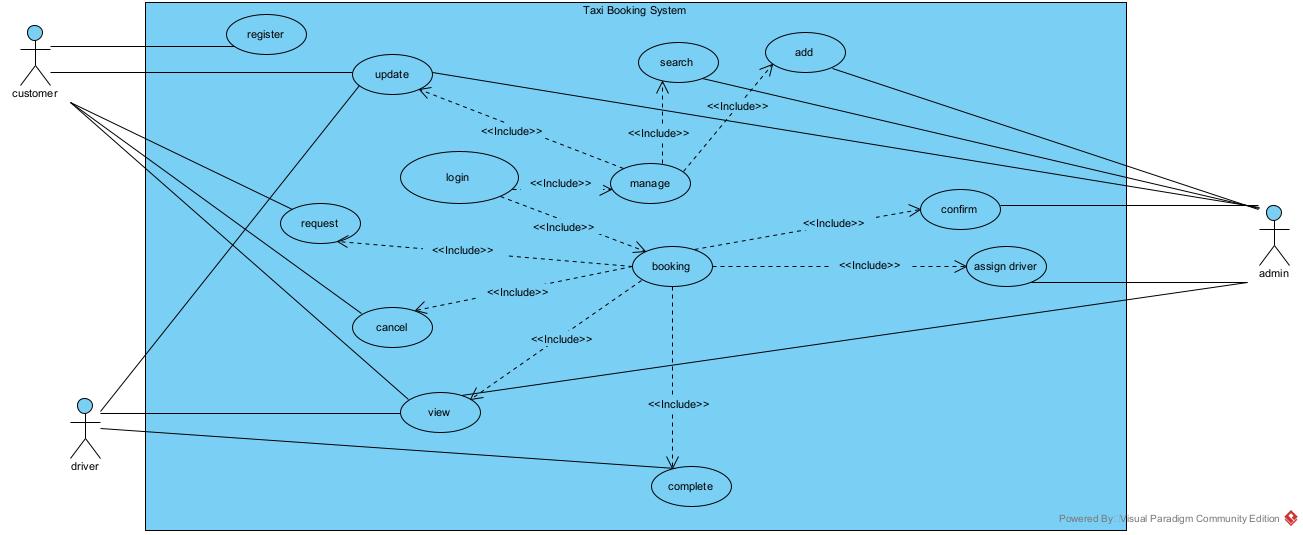 Taxi Booking System
register
add
search
update
customer
<<Include>>
<<Include>>
<<Include>>
login
<<Include>>
manage
confirm
request
<<Include>>
<<Include>>
<<Include>>
booking
<<Include>>
assign driver
admin
<<Include>>
cancel
<<Include>>
<<Include>>
view
driver
complete
Powered By: Visual Paradigm Community Edition